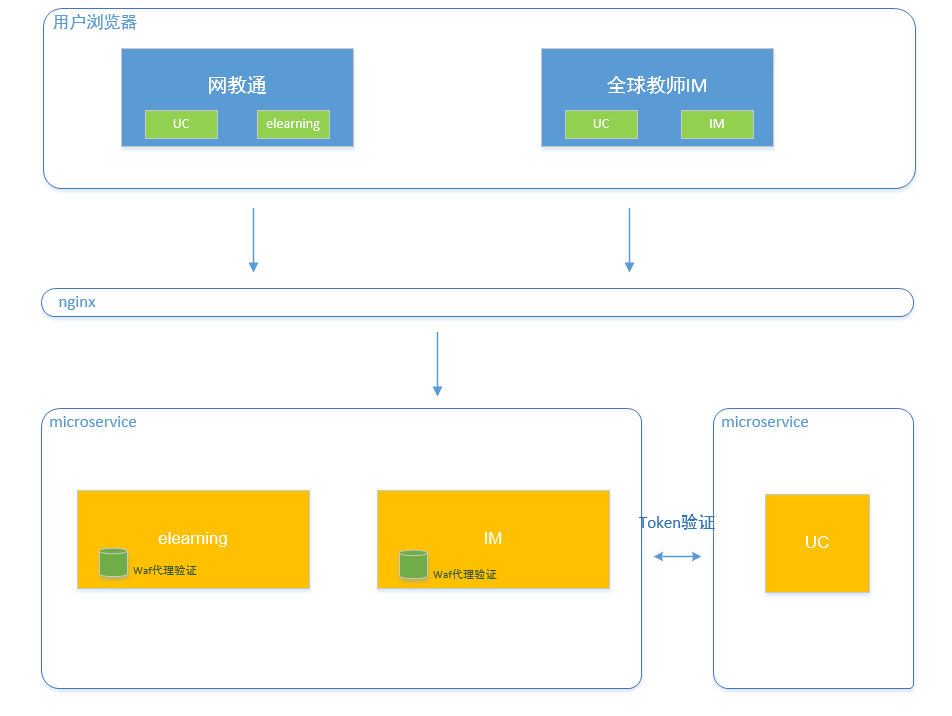 用户浏览器
网教通
UC
elearning
全球教师IM
UC
IM
nginx
microservice
elearning
Waf代理验证
IM
Waf代理验证
Token验证
microservice
UC